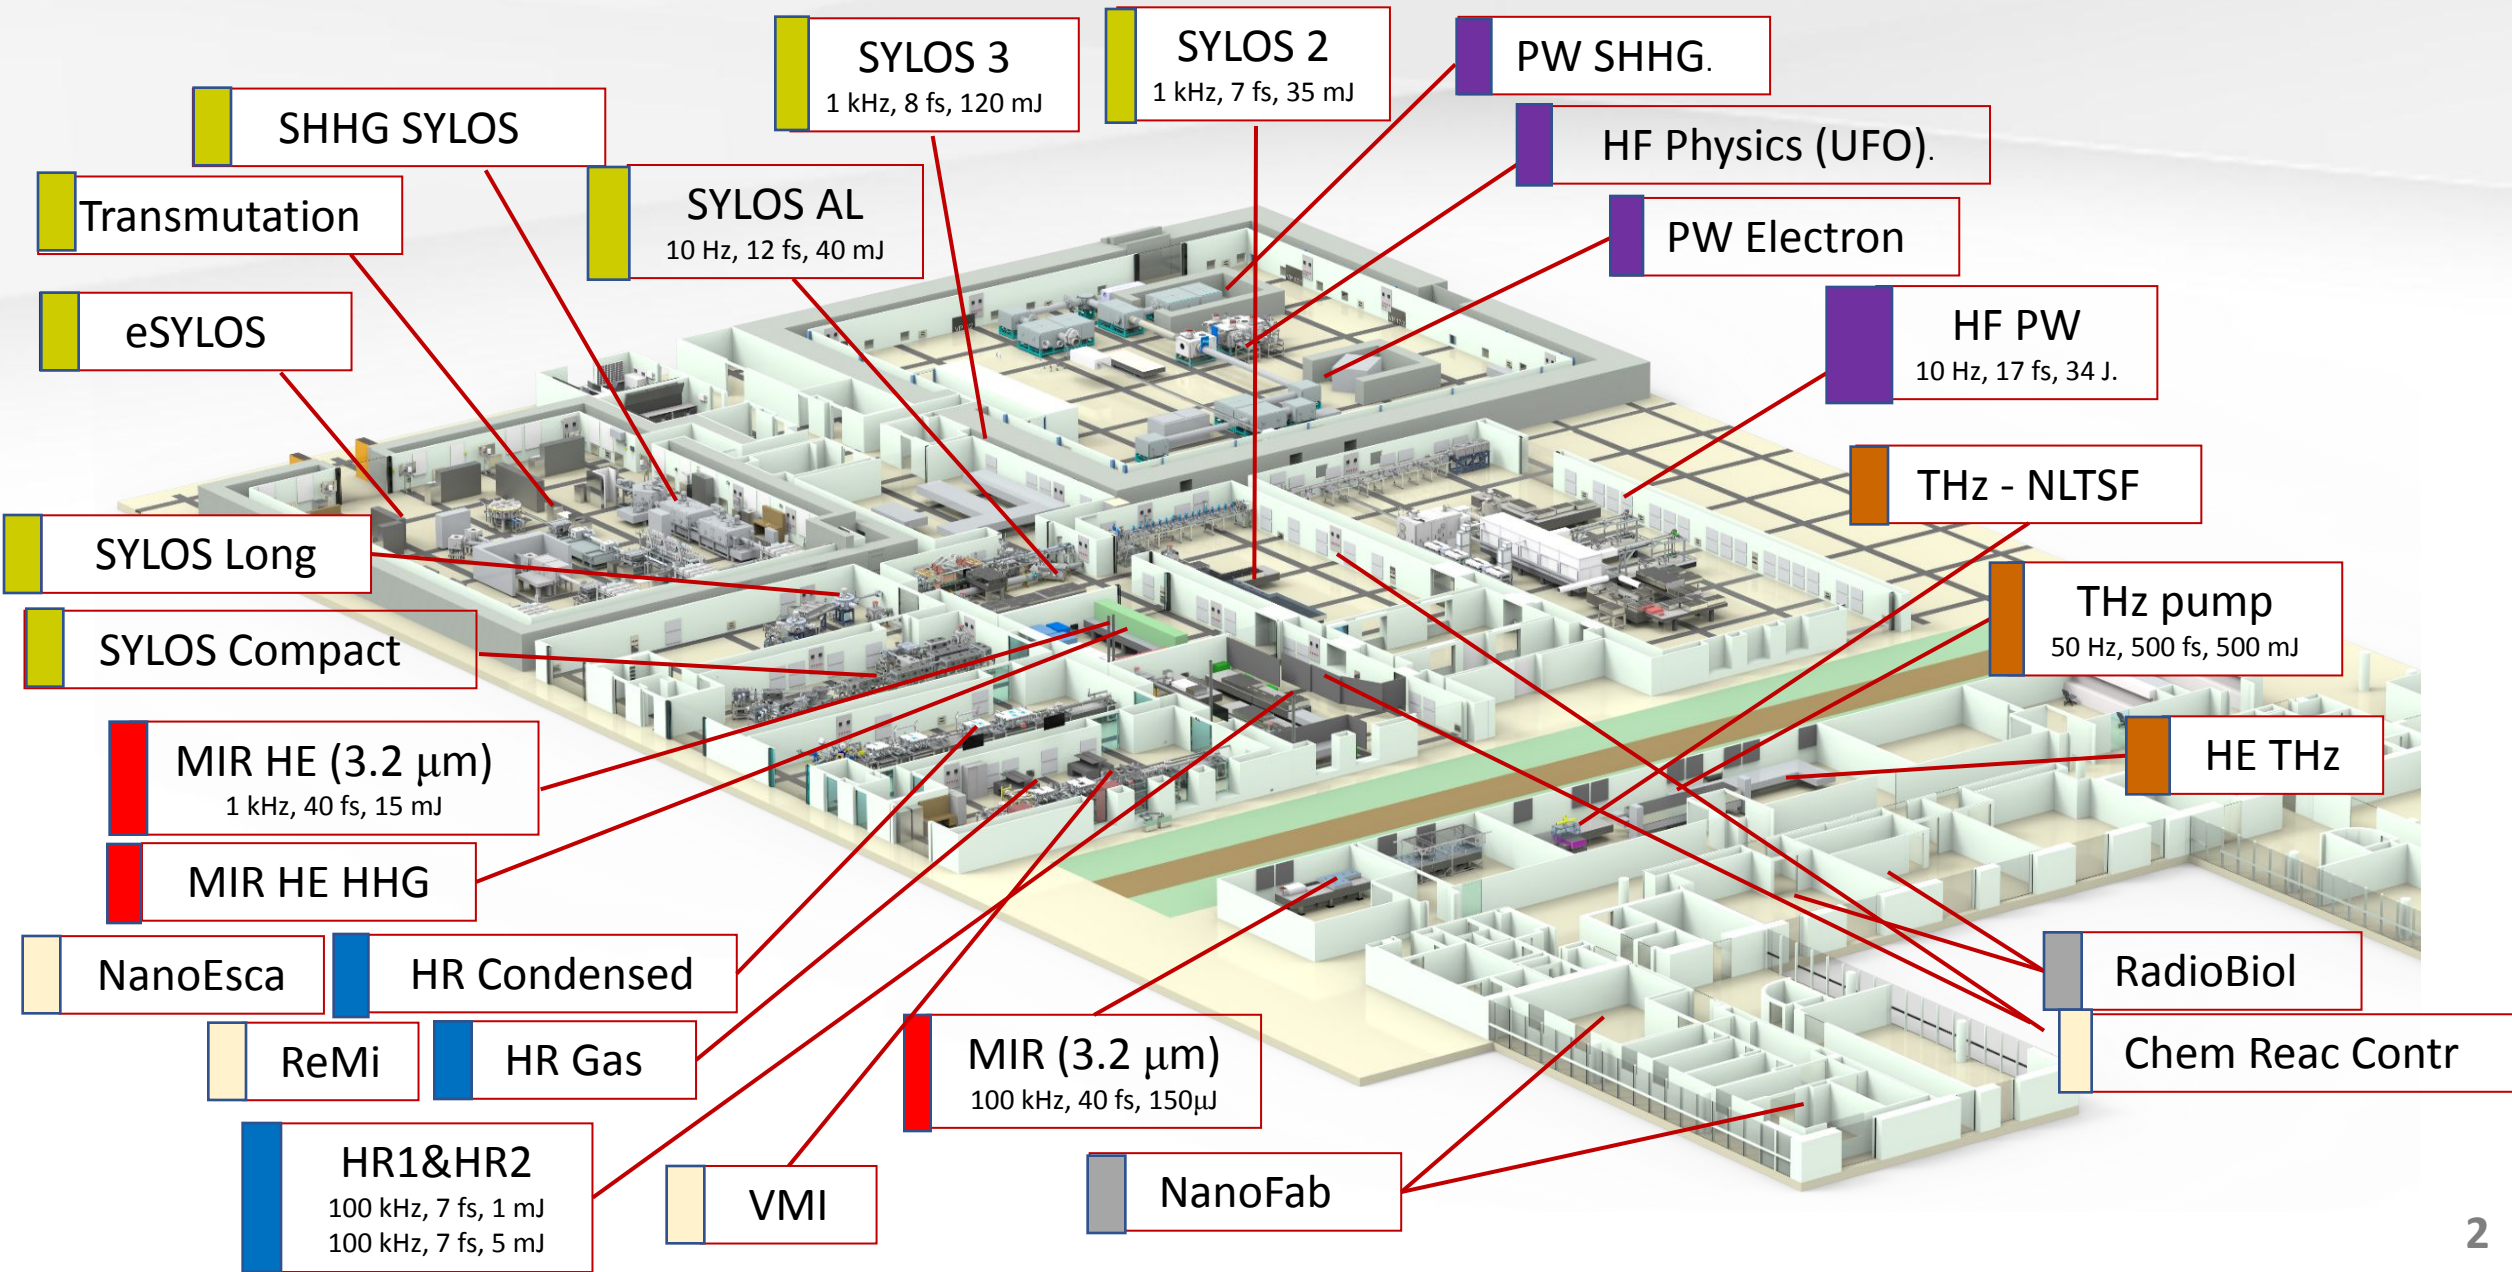 SYLOS 3
1 kHz, 8 fs, 120 mJ
SYLOS 2
1 kHz, 7 fs, 35 mJ
PW SHHG.
SHHG SYLOS
HF Physics (UFO).
Transmutation
SYLOS AL
10 Hz, 12 fs, 40 mJ
PW Electron
eSYLOS
HF PW
10 Hz, 17 fs, 34 J.
THz - NLTSF
SYLOS Long
THz pump
50 Hz, 500 fs, 500 mJ
SYLOS Compact
MIR HE (3.2 μm)
1 kHz, 40 fs, 15 mJ
HE THz
MIR HE HHG
NanoEsca
HR Condensed
RadioBiol
ReMi
HR Gas
MIR (3.2 μm)
100 kHz, 40 fs, 150μJ
Chem Reac Contr
HR1&HR2
100 kHz, 7 fs, 1 mJ
100 kHz, 7 fs, 5 mJ
VMI
NanoFab
2